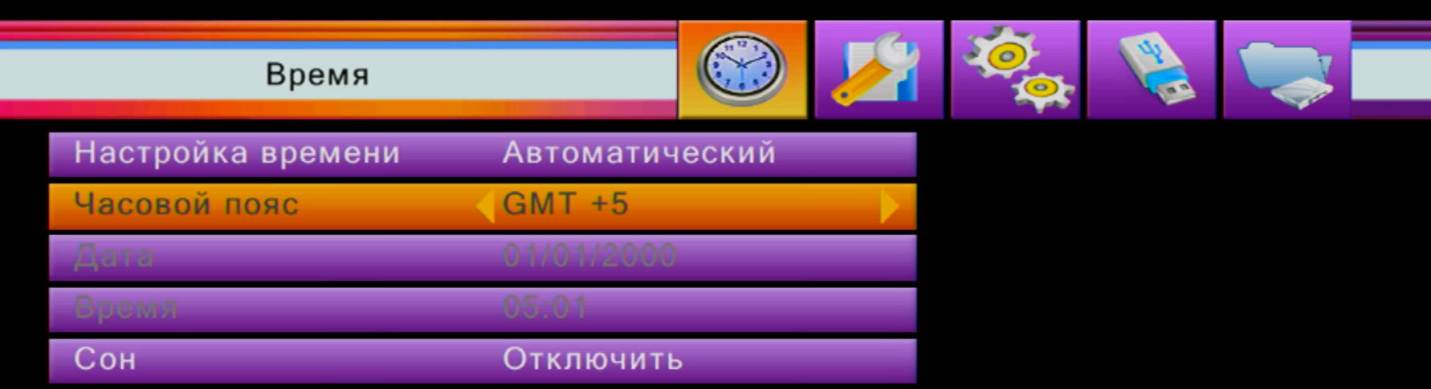 Время
Настройка времени Автоматический
Часовой пояс GMT +5
Дата 01/01/2000
Время 05:01
Сон Отключить